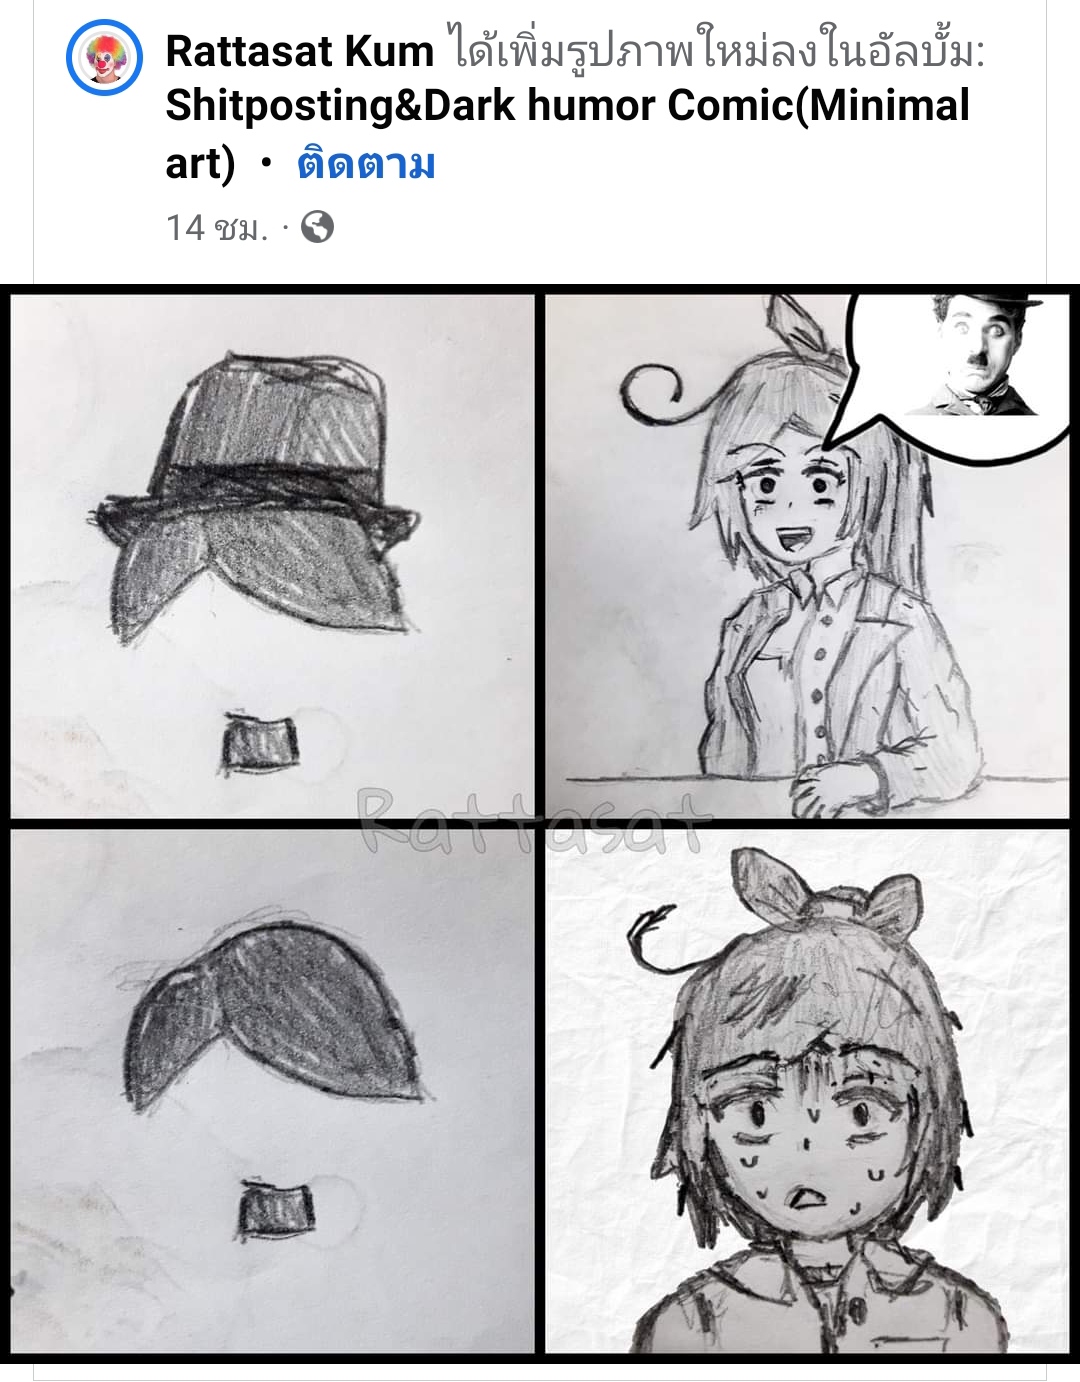 Rattasat Kum ได้เพิ่มรูปภาพใหม่ลงในอัลบั้ม:
Shitposting&Dark humor Comic(Minimal
art) • ติดตาม
14 ชม. ·
Rattasat